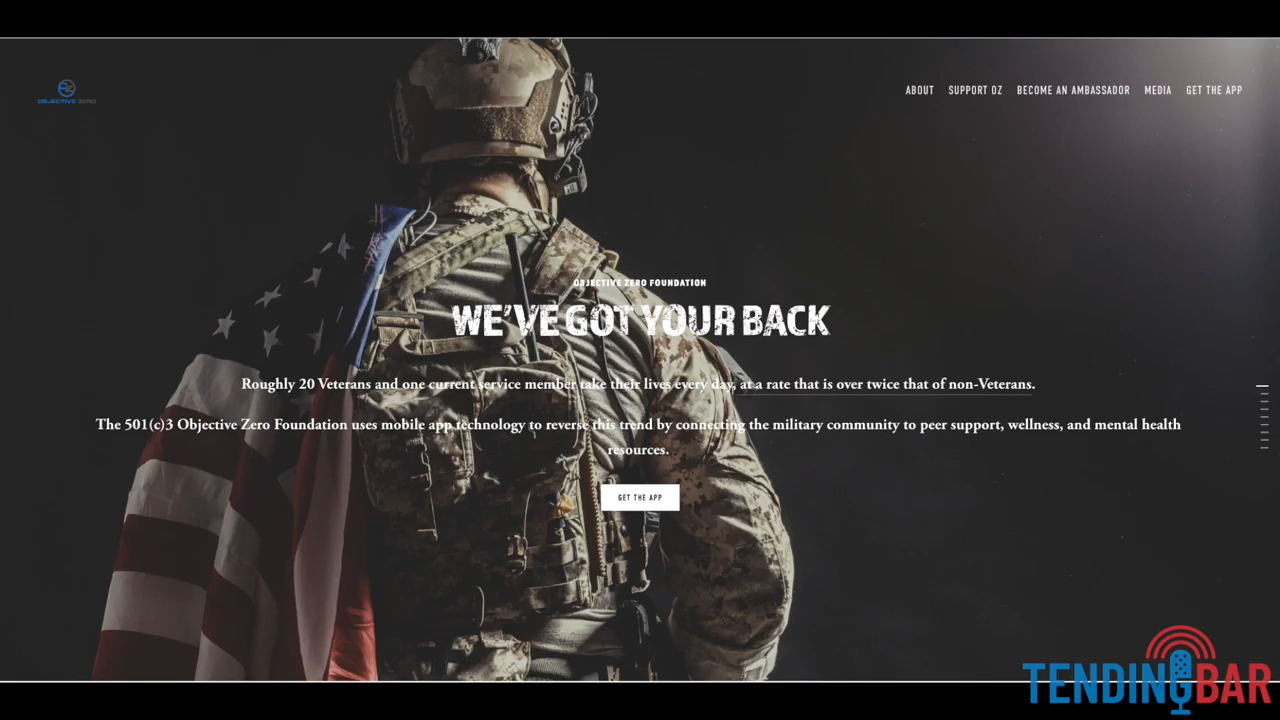 OBJECTIVE ZERO
ABOUT SUPPORT OZ BECOME AN AMBASSADOR MEDIA GET THE APP
OBJECTIVE ZERO FOUNDATION
WE'VE GOT YOUR BACK
Roughly 20 Veterans and one current service member take their lives every day, at a rate that is over twice that of non-Veterans.
The 501(c)3 Objective Zero Foundation uses mobile app technology to reverse this trend by connecting the military community to peer support, wellness, and mental health
resources.
GET THE APP
TENDINGBAR